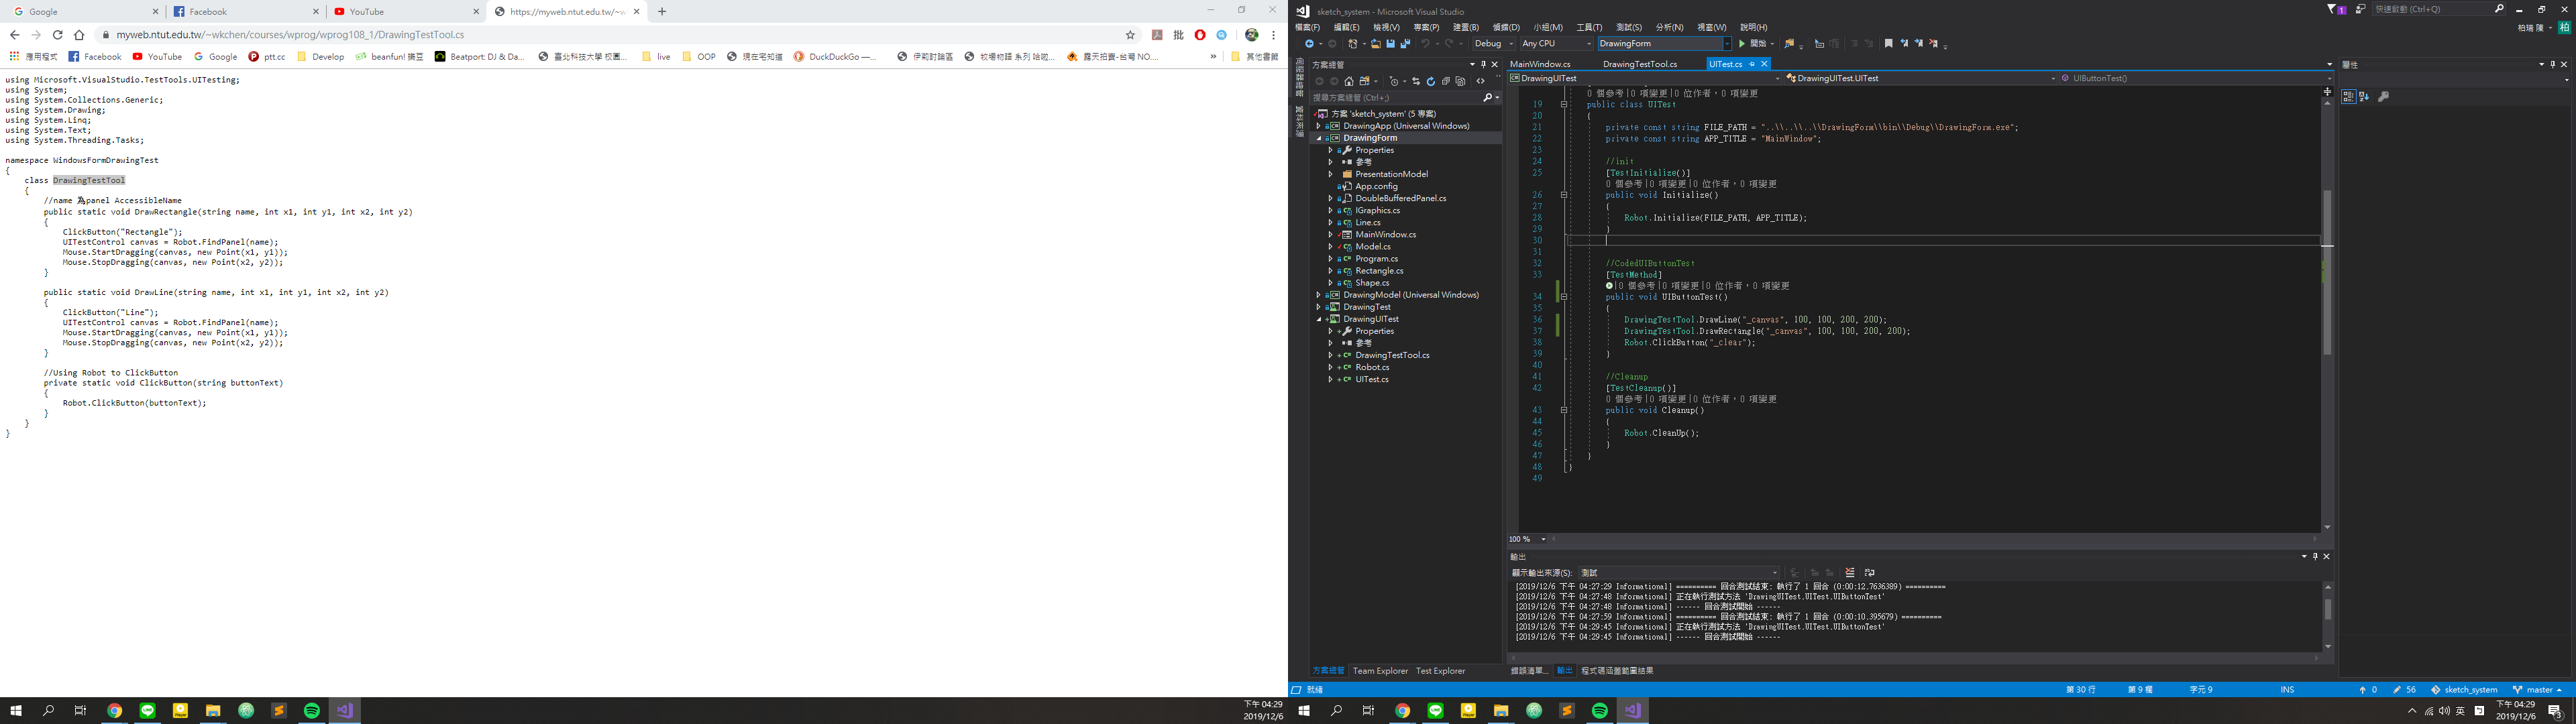 Google
Facebook
YouTube
https://myweb.ntut.edu.tw/~w
myweb.ntut.edu.tw/~wkchen/courses/wprog/wprog108_1/DrawingTestTool.cs
應用程式 Facebook YouTube Google ptt.cc Develop beanfun! 樂豆 Beatport: DJ & Da... 臺北科技大學 校園... live OOP 現在宅知道 DuckDuckGo —... 伊莉討論區 牧場物語 系列 哈啦... 露天拍賣-台灣 NO.... 其他書籤
using Microsoft.VisualStudio.TestTools.UITesting;
using System;
using System.Collections.Generic;
using System.Drawing;
using System.Linq;
using System.Text;
using System.Threading.Tasks;
namespace WindowsFormDrawingTest
{
class DrawingTestTool
{
//name 為panel AccessibleName
public static void DrawRectangle(string name, int x1, int y1, int x2, int y2)
{
ClickButton("Rectangle");
UITestControl canvas = Robot.FindPanel(name);
Mouse.StartDragging(canvas, new Point(x1, y1));
Mouse.StopDragging(canvas, new Point(x2, y2));
}
public static void DrawLine(string name, int x1, int y1, int x2, int y2)
{
ClickButton("Line");
UITestControl canvas = Robot.FindPanel(name);
Mouse.StartDragging(canvas, new Point(x1, y1));
Mouse.StopDragging(canvas, new Point(x2, y2));
}
//Using Robot to ClickButton
private static void ClickButton(string buttonText)
{
Robot.ClickButton(buttonText);
}
}
}
下午 04:29
2019/12/6
sketch_system - Microsoft Visual Studio
1
快速啟動 (Ctrl+Q)
檔案(F) 編輯(E) 檢視(V) 專案(P) 建置(B) 偵錯(D) 小組(M) 工具(T) 測試(S) 分析(N) 視窗(W) 說明(H)
柏瑞 陳 柏
Debug Any CPU DrawingForm 開始
方案總管
搜尋方案總管 (Ctrl+;)
方案 'sketch_system' (5 專案)
DrawingApp (Universal Windows)
DrawingForm
Properties
參考
PresentationModel
App.config
DoubleBufferedPanel.cs
IGraphics.cs
Line.cs
MainWindow.cs
Model.cs
Program.cs
Rectangle.cs
Shape.cs
DrawingModel (Universal Windows)
DrawingTest
DrawingUITest
Properties
參考
DrawingTestTool.cs
Robot.cs
UITest.cs
方案總管 Team Explorer Test Explorer
MainWindow.cs DrawingTestTool.cs UITest.cs
DrawingUITest DrawingUITest.UITest UIButtonTest()
0 個參考|0 項變更|0 位作者，0 項變更
19 public class UITest
20 {
21 private const string FILE_PATH = "..\\..\\..\\DrawingForm\\bin\\Debug\\DrawingForm.exe";
22 private const string APP_TITLE = "MainWindow";
23
24 //init
25 [TestInitialize()]
0 個參考|0 項變更|0 位作者，0 項變更
26 public void Initialize()
27 {
28 Robot.Initialize(FILE_PATH, APP_TITLE);
29 }
30
31
32 //CodedUIButtonTest
33 [TestMethod]
|0 個參考|0 項變更|0 位作者，0 項變更
34 public void UIButtonTest()
35 {
36 DrawingTestTool.DrawLine("_canvas", 100, 100, 200, 200);
37 DrawingTestTool.DrawRectangle("_canvas", 100, 100, 200, 200);
38 Robot.ClickButton("_clear");
39 }
40
41 //Cleanup
42 [TestCleanup()]
0 個參考|0 項變更|0 位作者，0 項變更
43 public void Cleanup()
44 {
45 Robot.CleanUp();
46 }
47 }
48 }
49
100 %
輸出
顯示輸出來源(S): 測試
[2019/12/6 下午 04:27:29 Informational] ========== 回合測試結束: 執行了 1 回合 (0:00:12.7636389) ==========
[2019/12/6 下午 04:27:48 Informational] 正在執行測試方法 'DrawingUITest.UITest.UIButtonTest'
[2019/12/6 下午 04:27:48 Informational] ------ 回合測試開始 ------
[2019/12/6 下午 04:27:59 Informational] ========== 回合測試結束: 執行了 1 回合 (0:00:10.395679) ==========
[2019/12/6 下午 04:29:45 Informational] 正在執行測試方法 'DrawingUITest.UITest.UIButtonTest'
[2019/12/6 下午 04:29:45 Informational] ------ 回合測試開始 ------
錯誤清單... 輸出 程式碼涵蓋範圍結果
屬性
就緒 第 30 行 第 9 欄 字元 9 INS 0 56 sketch_system master
英
下午 04:29
2019/12/6
3